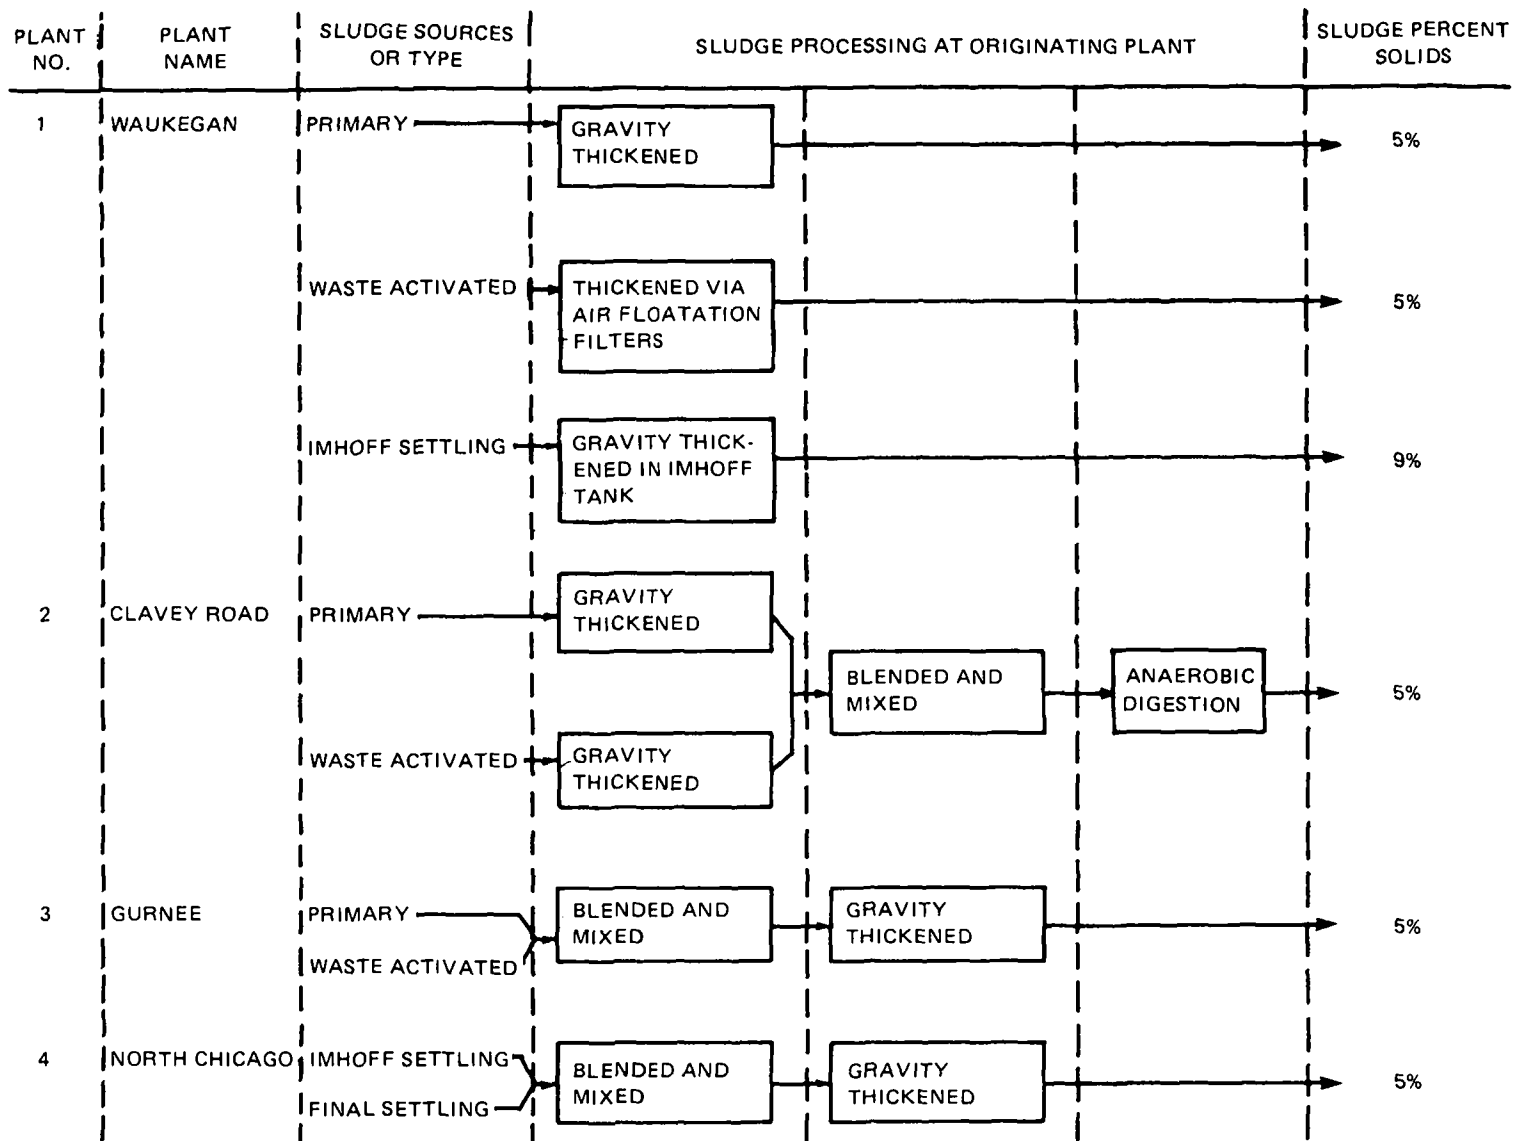 PLANT
NO.
PLANT
NAME
SLUDGE SOURCES
OR TYPE
SLUDGE PROCESSING AT ORIGINATING PLANT
SLUDGE PERCENT
SOLIDS
1
WAUKEGAN
PRIMARY
GRAVITY
THICKENED
5%
WASTE ACTIVATED
THICKENED VIA
AIR FLOATATION
FILTERS
5%
IMHOFF SETTLING
GRAVITY THICK-
ENED IN IMHOFF
TANK
9%
2
CLAVEY ROAD
PRIMARY
GRAVITY
THICKENED
WASTE ACTIVATED
GRAVITY
THICKENED
BLENDED AND
MIXED
ANAEROBIC
DIGESTION
5%
3
GURNEE
PRIMARY
WASTE ACTIVATED
BLENDED AND
MIXED
GRAVITY
THICKENED
5%
4
NORTH CHICAGO
IMHOFF SETTLING
FINAL SETTLING
BLENDED AND
MIXED
GRAVITY
THICKENED
5%